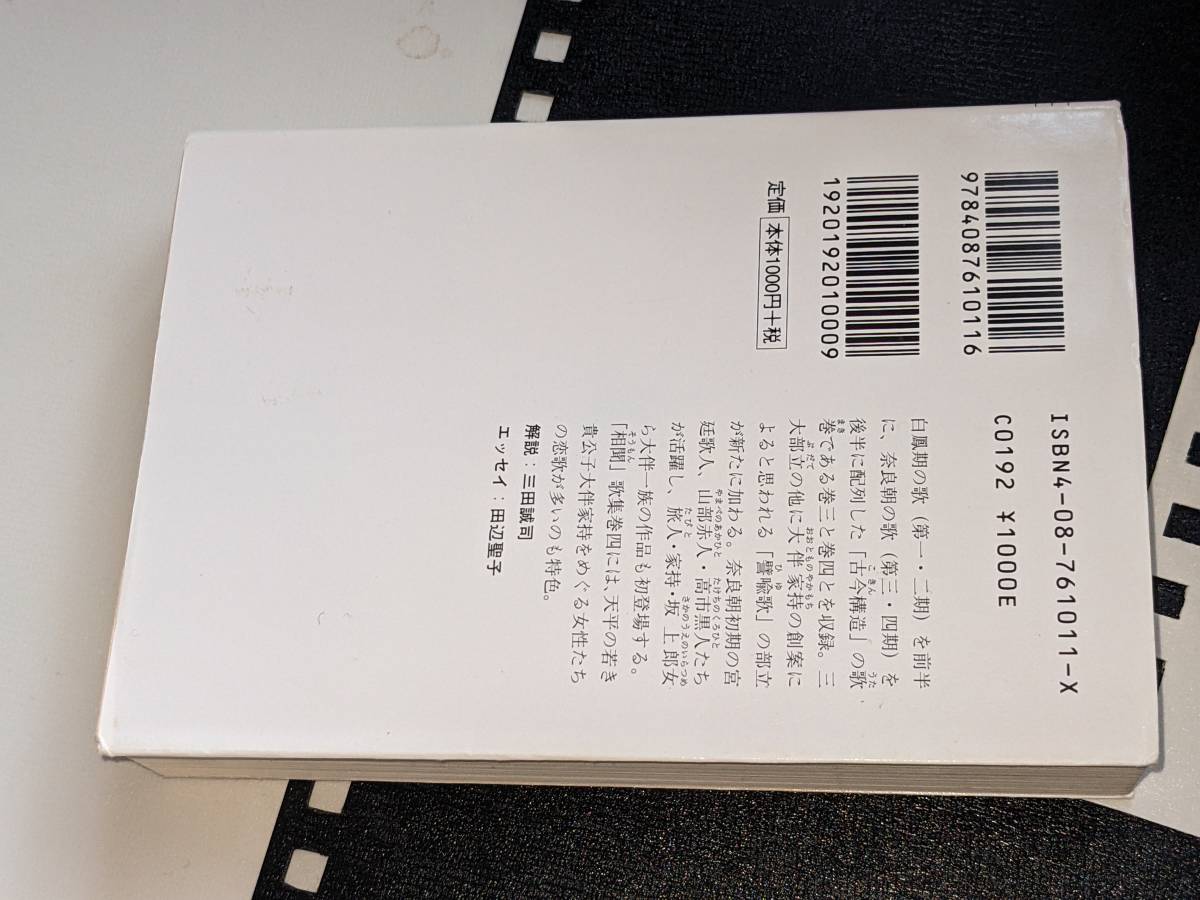 9784087610116
1920192010009
定価 本体1000円+税
ISBN4-08-761011-X
C0192 ¥1000E
白鳳期の歌（第一・二期）を前半
に、奈良朝の歌（第三・四期）を
後半に配列した「古今構造」の歌
巻である巻三と巻四とを収録。三
大部立の他に大伴家持の創案に
よると思われる「譬喩歌」の部立
が新たに加わる。奈良朝初期の宮
廷歌人、山部赤人・高市黒人たち
が活躍し、旅人・家持・坂上郎女
ら大伴一族の作品も初登場する。
「相聞」歌集巻四には、天平の若き
貴公子大伴家持をめぐる女性たち
の恋歌が多いのも特色。
解説：三田誠司
エッセイ：田辺聖子